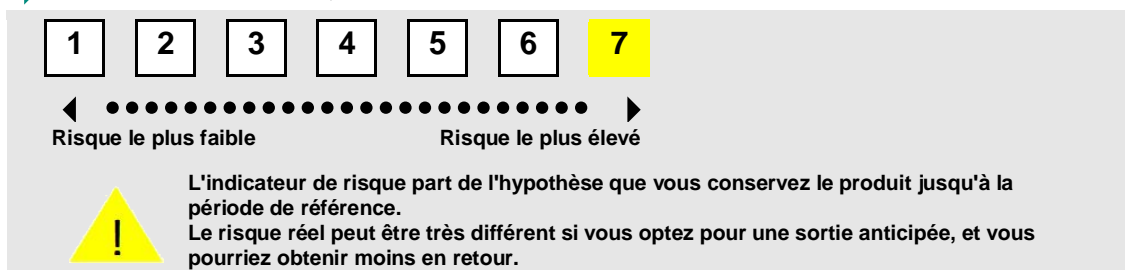 1 2 3 4 5 6 7
Risque le plus faible Risque le plus élevé
! L'indicateur de risque part de l'hypothèse que vous conservez le produit jusqu'à la
période de référence.
Le risque réel peut être très différent si vous optez pour une sortie anticipée, et vous
pourriez obtenir moins en retour.